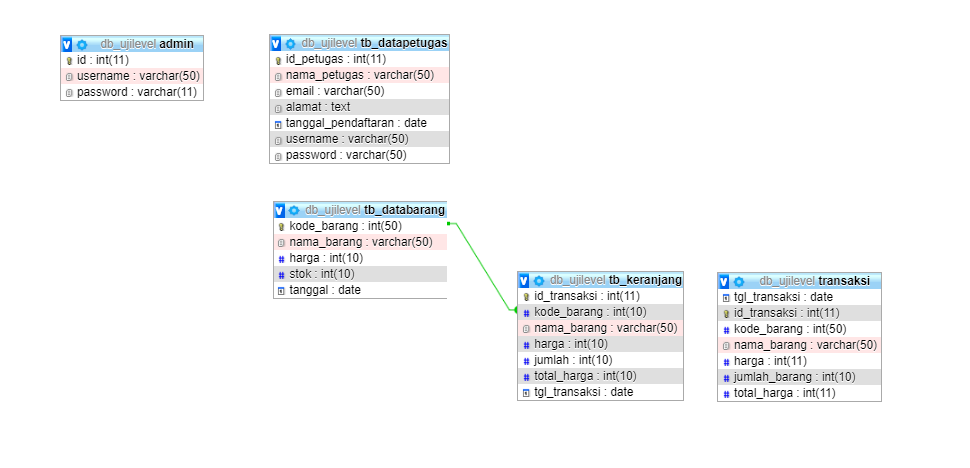 db_ujilevel admin
id : int(11)
username : varchar(50)
password : varchar(11)
db_ujilevel tb_datapetugas
id_petugas : int(11)
nama_petugas : varchar(50)
email : varchar(50)
alamat : text
tanggal_pendaftaran : date
username : varchar(50)
password : varchar(50)
db_ujilevel tb_databarang
kode_barang : int(50)
nama_barang : varchar(50)
harga : int(10)
stok : int(10)
tanggal : date
db_ujilevel tb_keranjang
id_transaksi : int(11)
kode_barang : int(10)
nama_barang : varchar(50)
harga : int(10)
jumlah : int(10)
total_harga : int(10)
tgl_transaksi : date
db_ujilevel transaksi
tgl_transaksi : date
id_transaksi : int(11)
kode_barang : int(50)
nama_barang : varchar(50)
harga : int(11)
jumlah_barang : int(10)
total_harga : int(11)